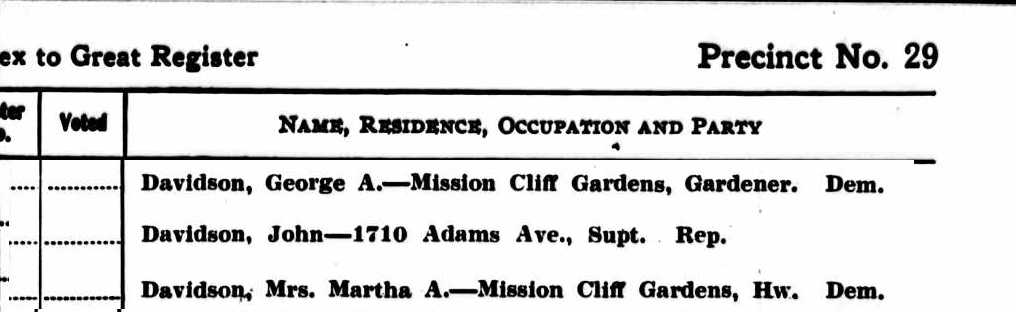 ex to Great Register Precinct No. 29
Voted NAME, RESIDENCE, OCCUPATION AND PARTY
Davidson, George A.—Mission Cliff Gardens, Gardener. Dem.
Davidson, John—1710 Adams Ave., Supt. Rep.
Davidson, Mrs. Martha A.—Mission Cliff Gardens, Hw. Dem.